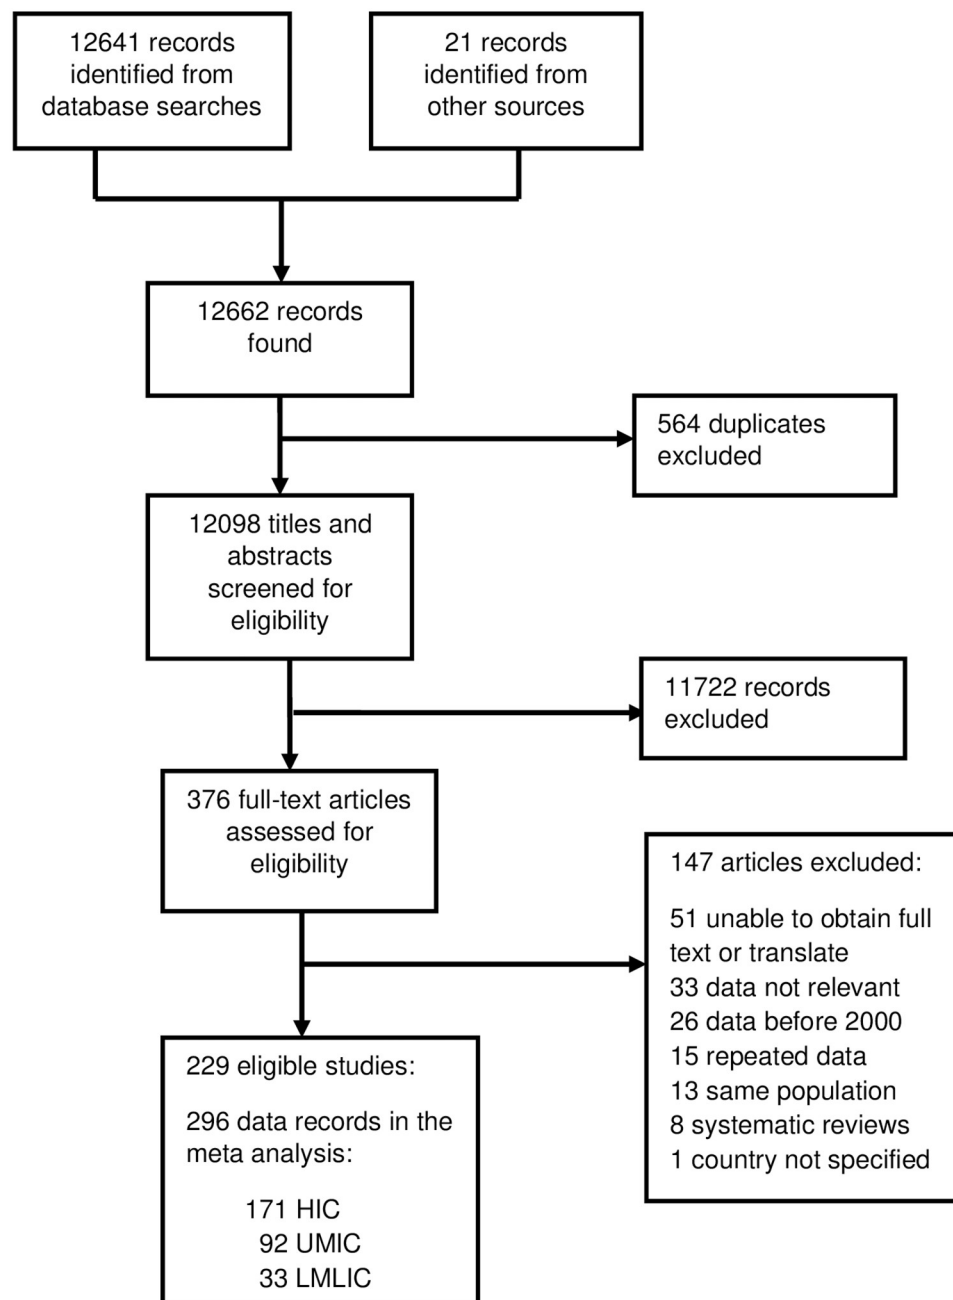 12641 records
identified from
database searches
21 records
identified from
other sources
12662 records
found
564 duplicates
excluded
12098 titles and
abstracts
screened for
eligibility
11722 records
excluded
376 full-text articles
assessed for
eligibility
147 articles excluded:
51 unable to obtain full
text or translate
33 data not relevant
26 data before 2000
15 repeated data
13 same population
8 systematic reviews
1 country not specified
229 eligible studies:
296 data records in the
meta analysis:
171 HIC
92 UMIC
33 LMLIC